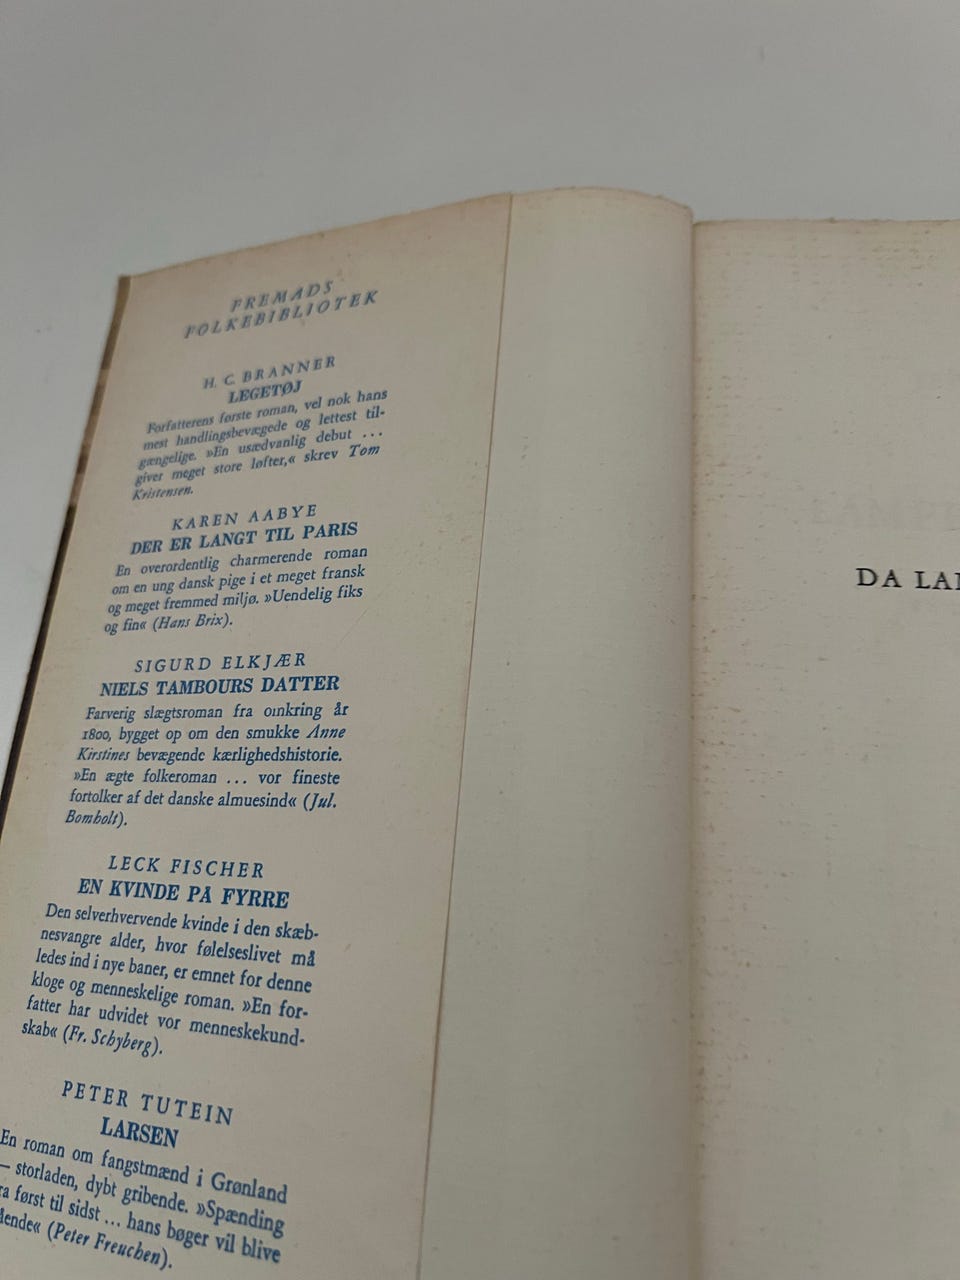 FREMADS
FOLKEBIBLIOTEK
H. C. BRANNER
LEGETØJ
Forfatterens første roman, vel nok hans
mest handlingsbevægede og lettest til-
gængelige. »En usædvanlig debut ...
giver meget store løfter,« skrev Tom
Kristensen.
KAREN AABYE
DER ER LANGT TIL PARIS
En overordentlig charmerende roman
om en ung dansk pige i et meget fransk
og meget fremmed miljø. »Uendelig fiks
og fin« (Hans Brix).
SIGURD ELKJÆR
NIELS TAMBOURS DATTER
Farverig slægtsroman fra omkring år
1800, bygget op om den smukke Anne
Kirstines bevægende kærlighedshistorie.
»En ægte folkeroman ... vor fineste
fortolker af det danske almuesind« (Jul.
Bomholt).
LECK FISCHER
EN KVINDE PÅ FYRRE
Den selverhvervende kvinde i den skæb-
nesvangre alder, hvor følelseslivet må
ledes ind i nye baner, er emnet for denne
kloge og menneskelige roman. »En for-
fatter har udvidet vor menneskekund-
skab« (Fr. Schyberg).
PETER TUTEIN
LARSEN
En roman om fangstmænd i Grønland
— storladen, dybt gribende. »Spænding
ra først til sidst ... hans bøger vil blive
ående« (Peter Freuchen).
DA LAN